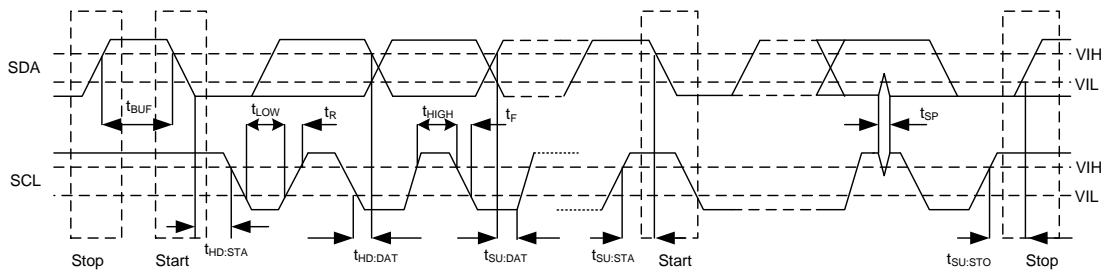 SDA
VIH
VIL
tBUF
tLOW
tR
tHIGH
tF
tSP
SCL
VIH
VIL
tHD:STA
tHD:DAT
tSU:DAT
tSU:STA
tSU:STO
Stop
Start
Start
Stop